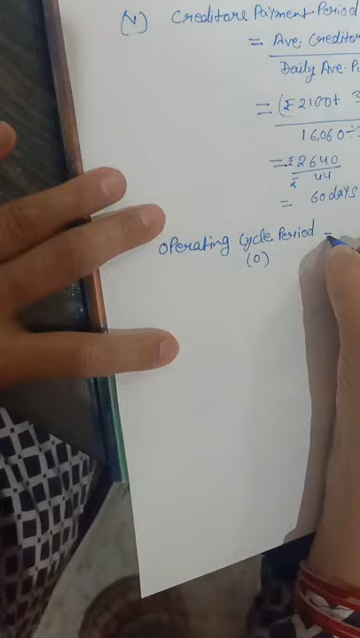 (V) Creditors Payment Period
= Ave. Creditor
Daily Ave. P
= (₹2100+ 3
16,060÷3
= ₹2640
₹ 44
= 60 days
Operating Cycle Period =
(O)